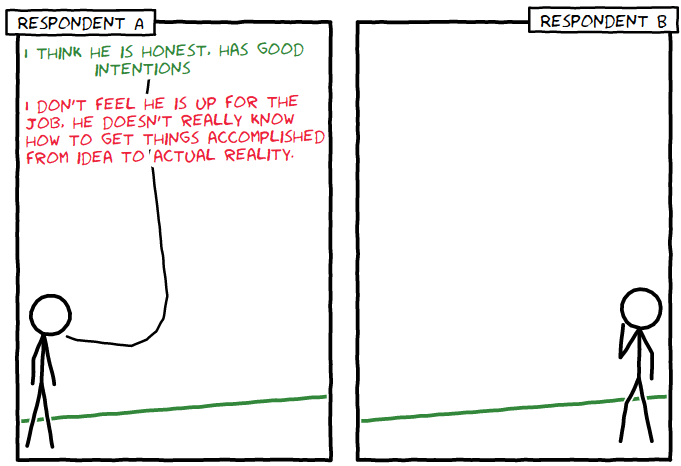 RESPONDENT A
I THINK HE IS HONEST. HAS GOOD
INTENTIONS
I DON'T FEEL HE IS UP FOR THE
JOB. HE DOESN'T REALLY KNOW
HOW TO GET THINGS ACCOMPLISHED
FROM IDEA TO ACTUAL REALITY.
RESPONDENT B